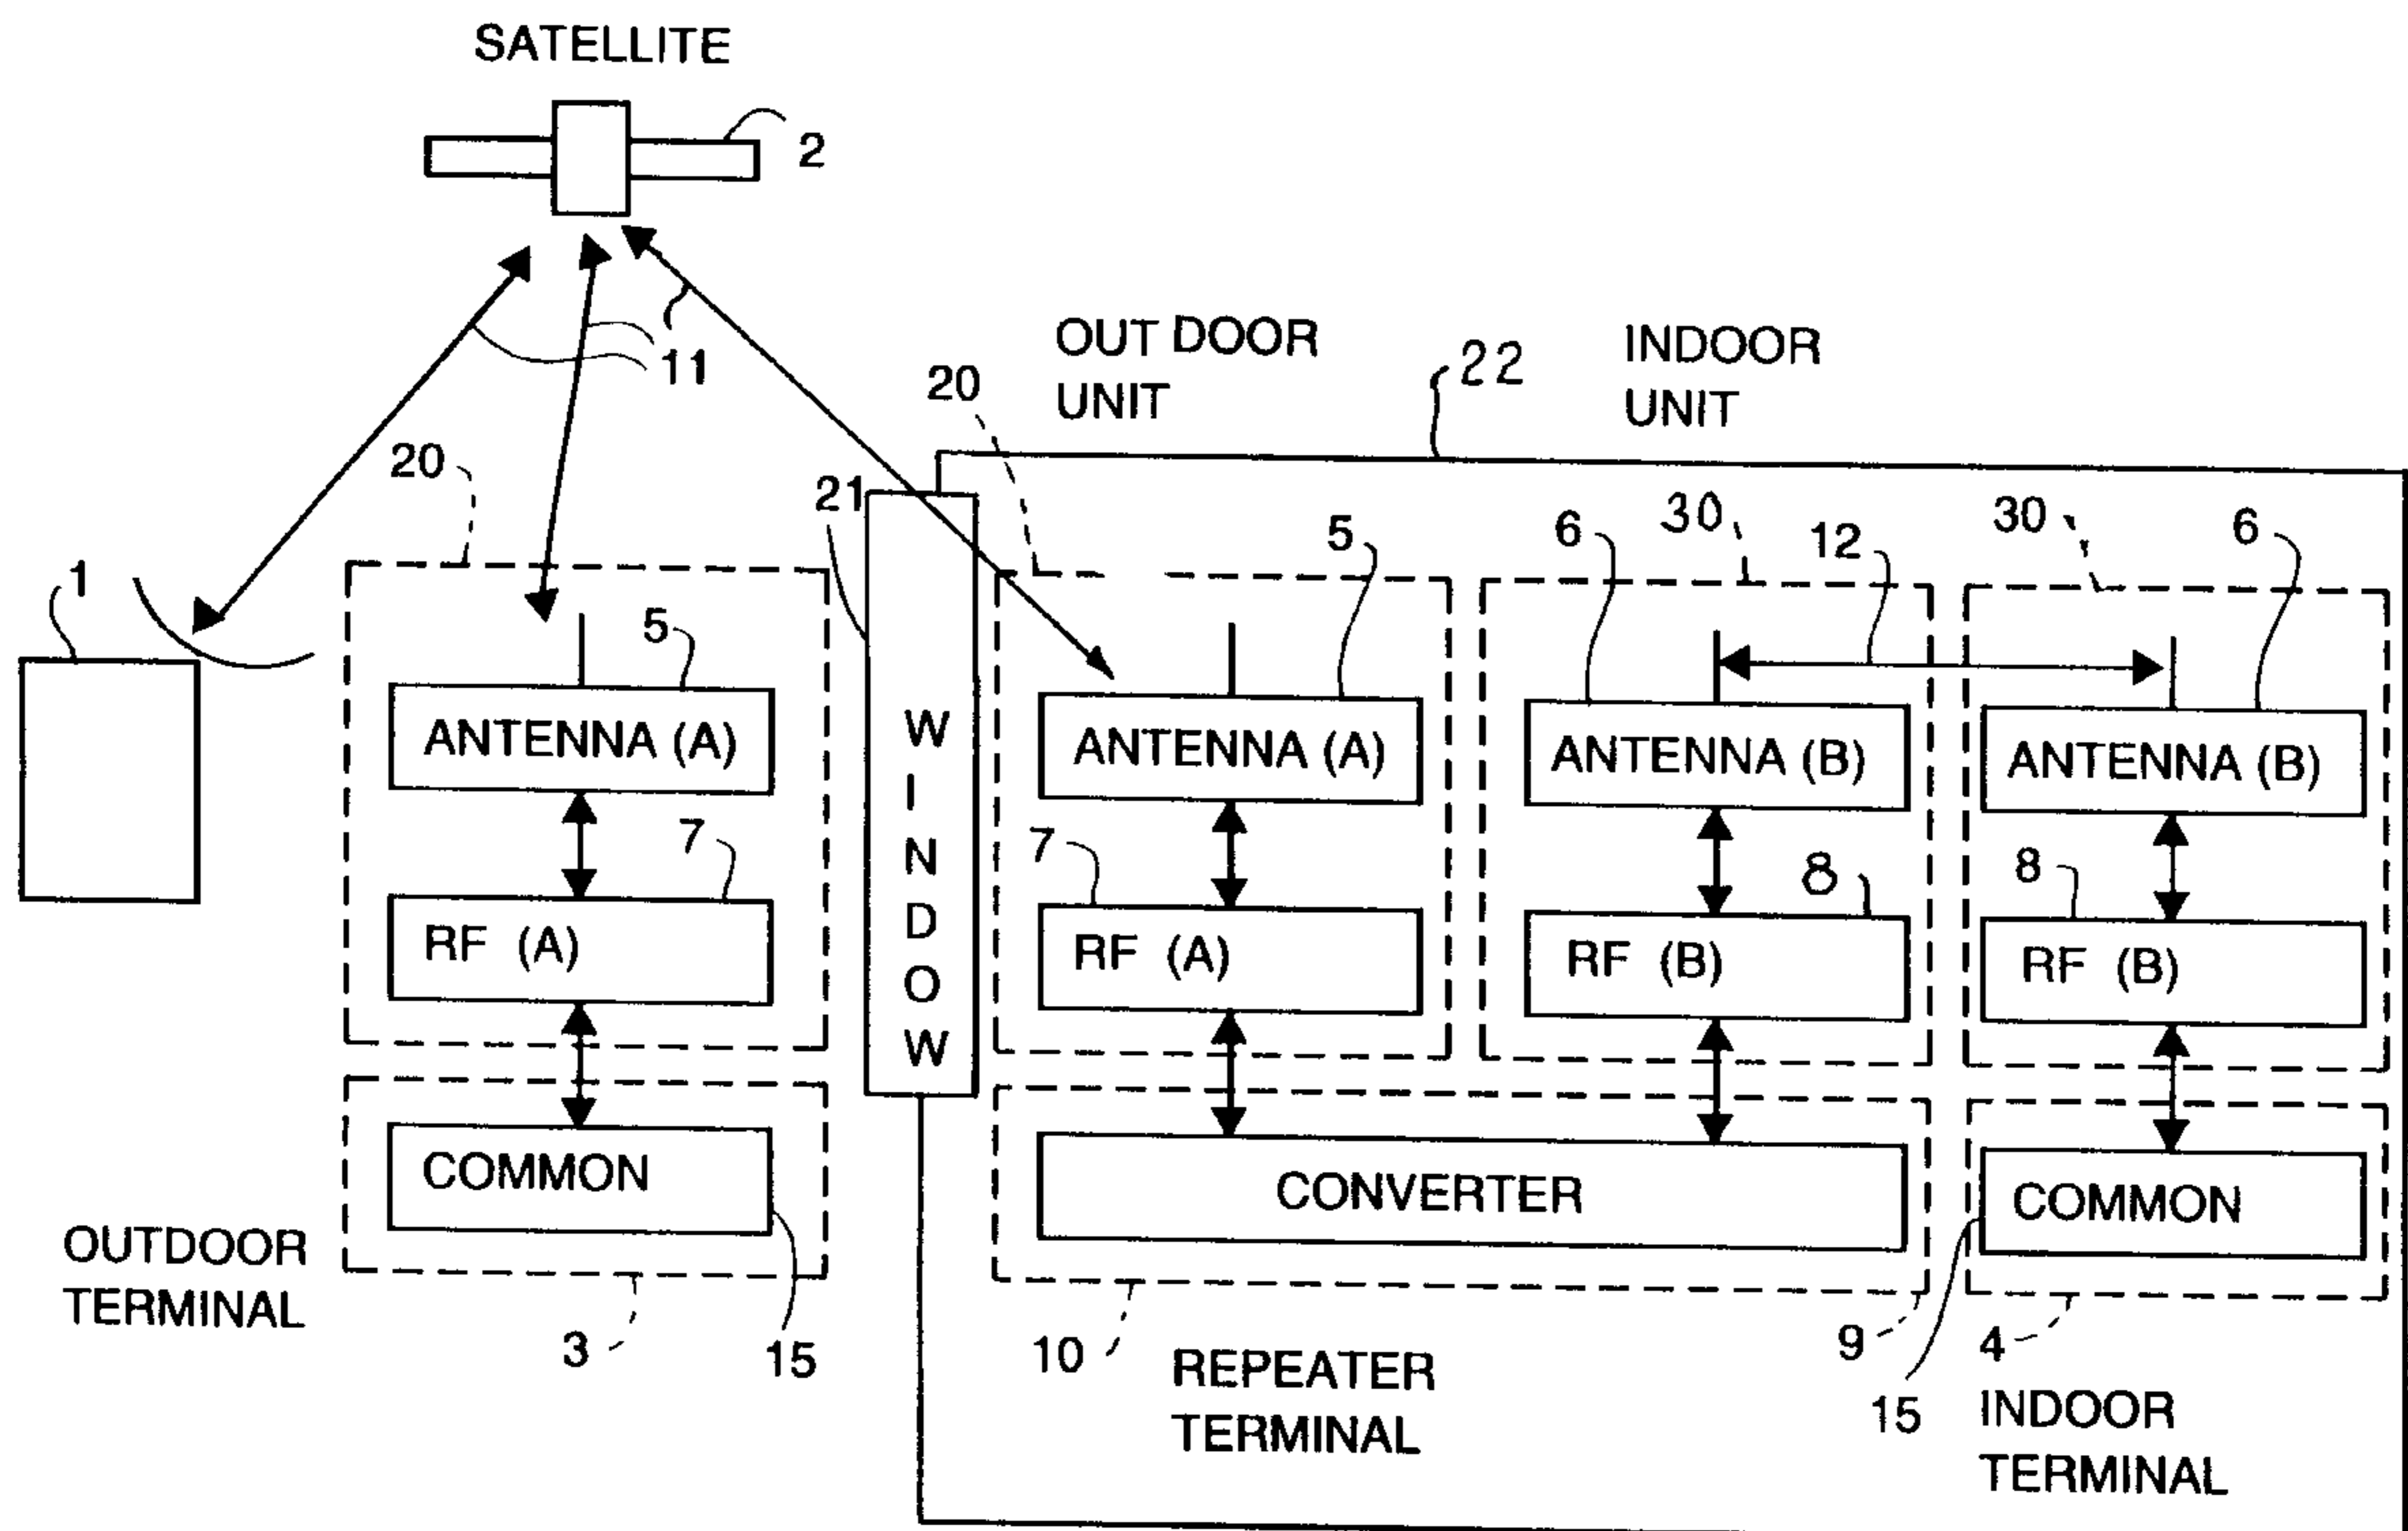 SATELLITE
2
11
OUT DOOR
UNIT
22
INDOOR
UNIT
20
20
21
5
6
30
12
30
6
1
5
ANTENNA (A)
W
I
N
D
O
W
ANTENNA (A)
ANTENNA (B)
ANTENNA (B)
7
7
8
8
RF (A)
RF (A)
RF (B)
RF (B)
COMMON
CONVERTER
COMMON
OUTDOOR
TERMINAL
3
15
10
REPEATER
TERMINAL
9
4
15
INDOOR
TERMINAL